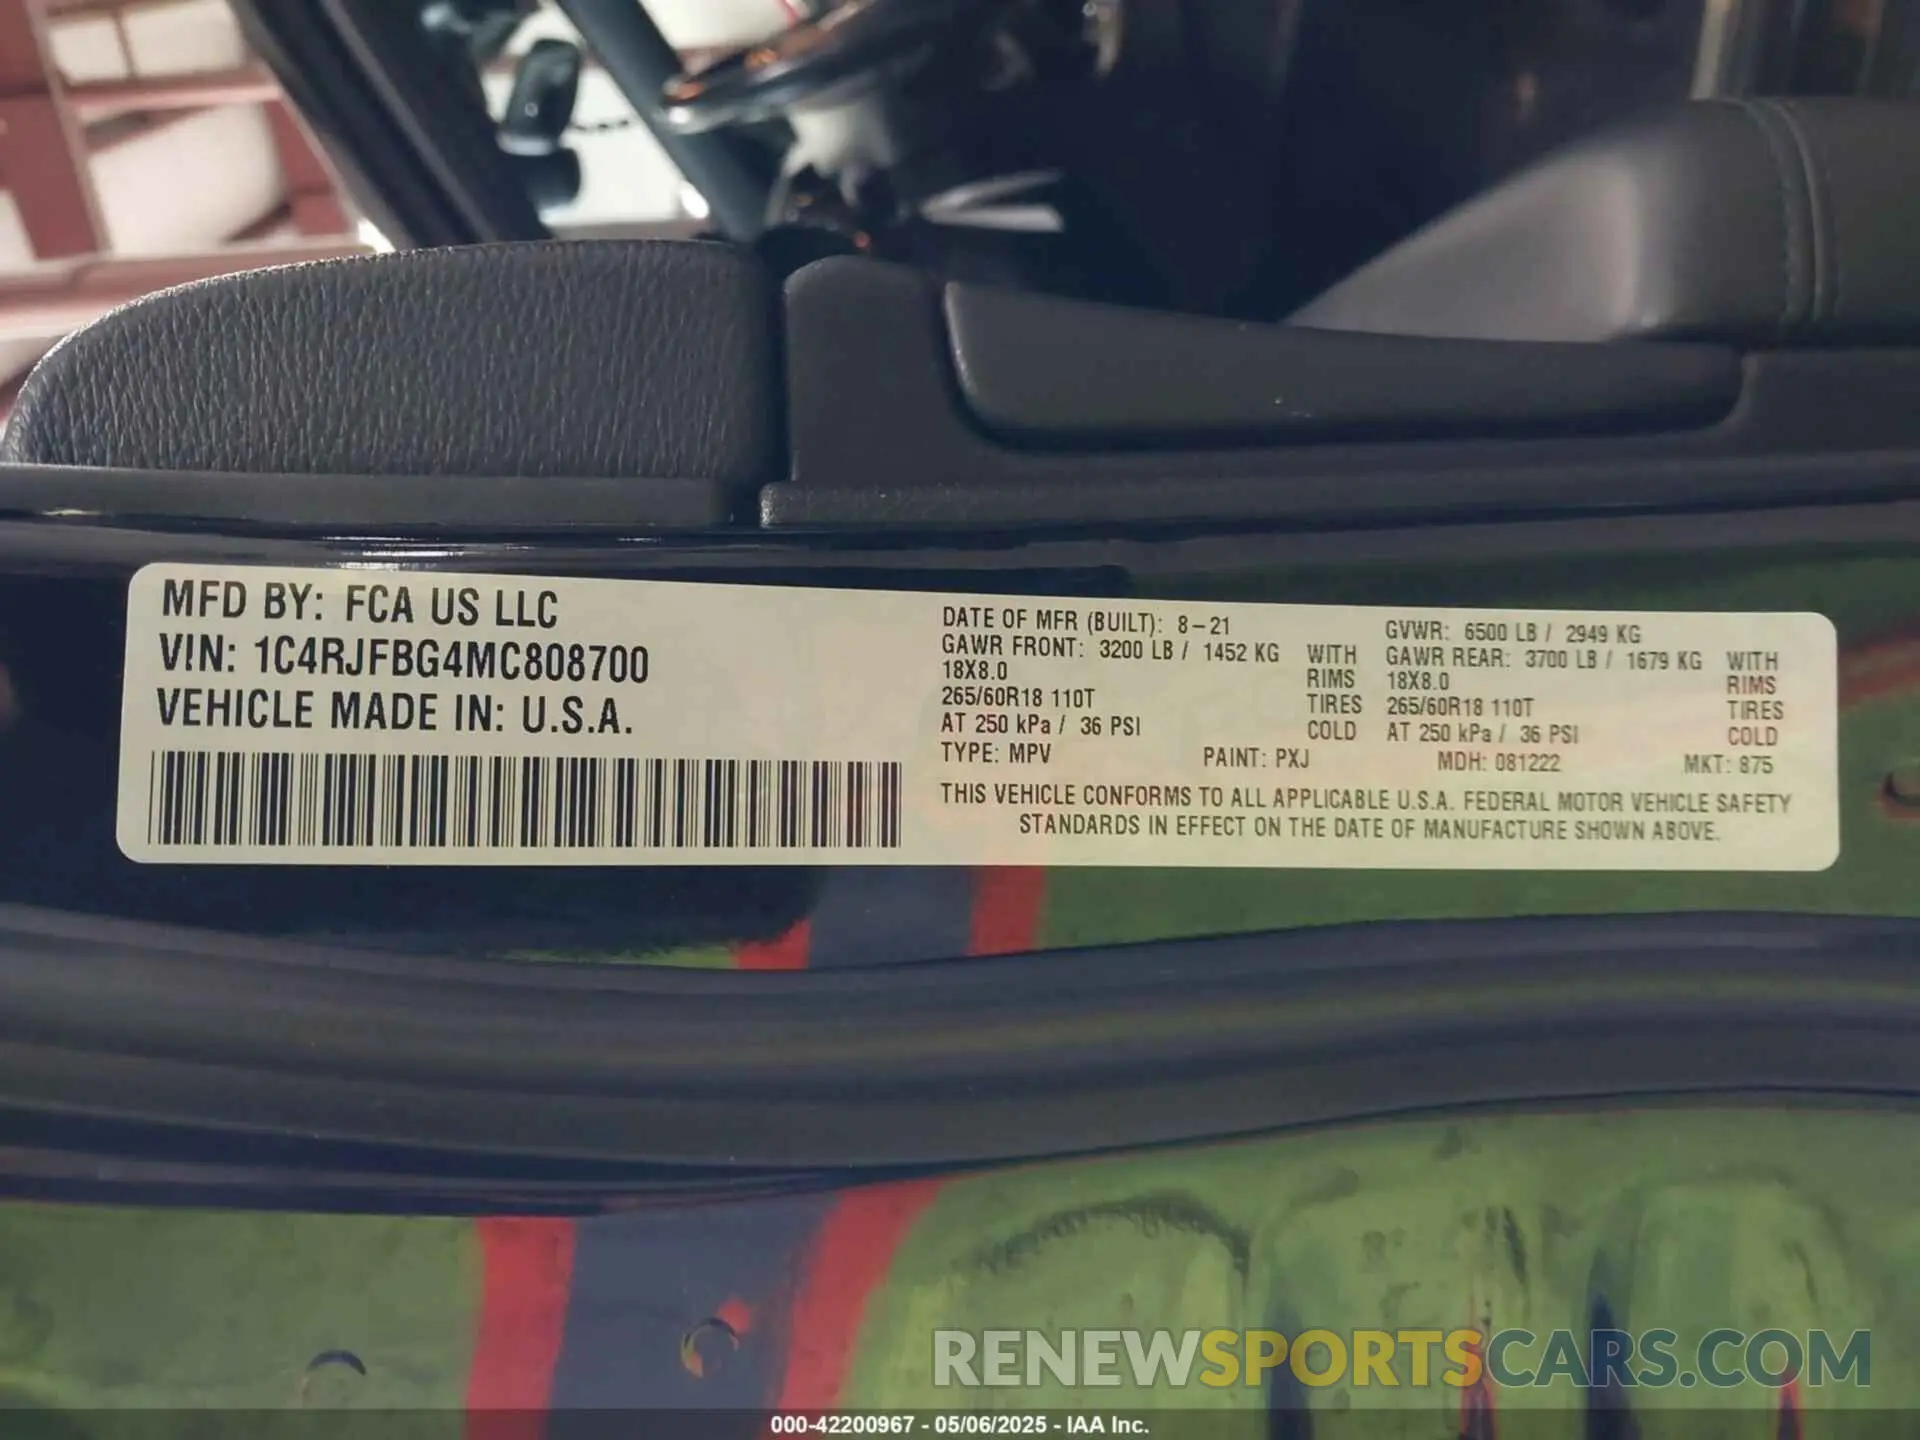 MFD BY: FCA US LLC
VIN: 1C4RJFBG4MC808700
VEHICLE MADE IN: U.S.A.
DATE OF MFR (BUILT): 8-21
GAWR FRONT: 3200 LB / 1452 KG WITH
18X8.0 RIMS
265/60R18 110T TIRES
AT 250 kPa / 36 PSI COLD
GVWR: 6500 LB / 2949 KG
GAWR REAR: 3700 LB / 1679 KG WITH
18X8.0 RIMS
265/60R18 110T TIRES
AT 250 kPa / 36 PSI COLD
TYPE: MPV PAINT: PXJ MDH: 081222 MKT: 875
THIS VEHICLE CONFORMS TO ALL APPLICABLE U.S.A. FEDERAL MOTOR VEHICLE SAFETY
STANDARDS IN EFFECT ON THE DATE OF MANUFACTURE SHOWN ABOVE.
RENEWSPORTSCARS.COM
000-42200967 - 05/06/2025 - IAA Inc.